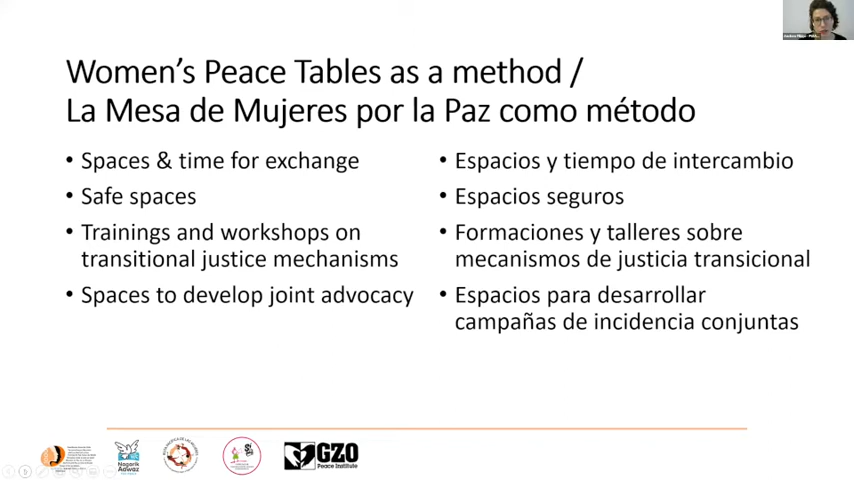 Women's Peace Tables as a method /
La Mesa de Mujeres por la Paz como método
• Spaces & time for exchange
• Safe spaces
• Trainings and workshops on
transitional justice mechanisms
• Spaces to develop joint advocacy
• Espacios y tiempo de intercambio
• Espacios seguros
• Formaciones y talleres sobre
mecanismos de justicia transicional
• Espacios para desarrollar
campañas de incidencia conjuntas
Nagarik
Aawaz
GZO
Peace Institute